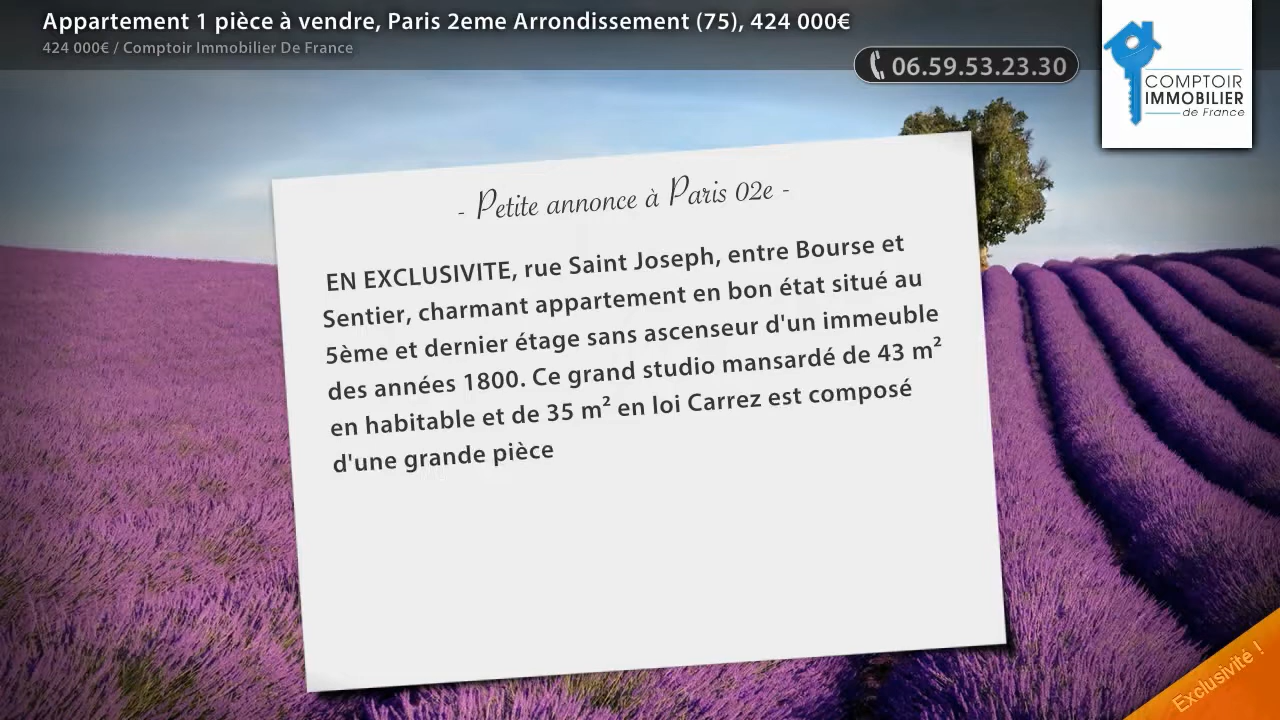 Appartement 1 pièce à vendre, Paris 2eme Arrondissement (75), 424 000€
424 000€ / Comptoir Immobilier De France
06.59.53.23.30
COMPTOIR
IMMOBILIER
de France
- Petite annonce à Paris 02e -
EN EXCLUSIVITE, rue Saint Joseph, entre Bourse et
Sentier, charmant appartement en bon état situé au
5ème et dernier étage sans ascenseur d'un immeuble
des années 1800. Ce grand studio mansardé de 43 m²
en habitable et de 35 m² en loi Carrez est composé
d'une grande pièce
Exclusivité !